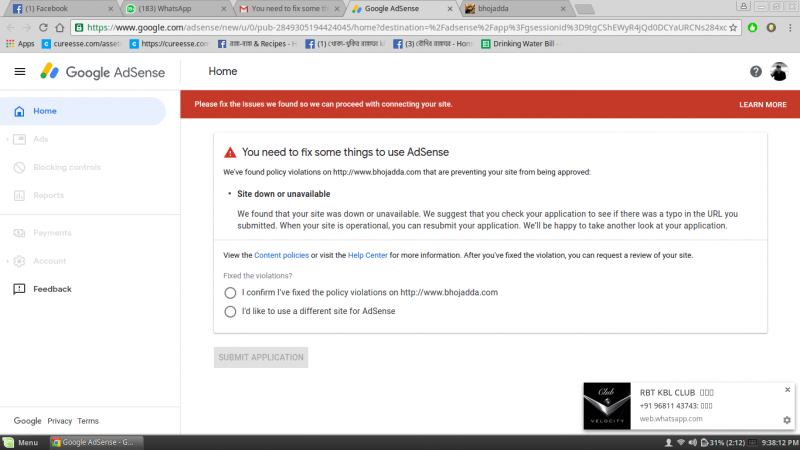 (1) Facebook
(183) WhatsApp
You need to fix some
Google AdSense
bhojadda
https://www.google.com/adsense/new/u/0/pub-2849305194424045/home?destination=%2Fadsense%2Fapp%3Fgsessionid%3D9tgCShEWyR4jQd0DCYaURCNs284xc
Apps
cureesse.com/asset
https://cureesse.co
& Recipes - H
(1)
(3)
- Hom
Drinking Water Bill -
Google AdSense
Home
Please fix the issues we found so we can proceed with connecting your site.
LEARN MORE
Home
Ads
Blocking controls
Reports
Payments
Account
Feedback
You need to fix some things to use AdSense
We've found policy violations on http://www.bhojadda.com that are preventing your site from being approved:
• Site down or unavailable
We found that your site was down or unavailable. We suggest that you check your application to see if there was a typo in the URL you
submitted. When your site is operational, you can resubmit your application. We'll be happy to take another look at your application.
View the Content policies or visit the Help Center for more information. After you've fixed the violation, you can request a review of your site.
Fixed the violations?
I confirm I've fixed the policy violations on http://www.bhojadda.com
I'd like to use a different site for AdSense
SUBMIT APPLICATION
Club
VELOCITY
RBT KBL CLUB
+91 96811 43743:
web.whatsapp.com
Google Privacy Terms
Menu
Google AdSense - G...
31% (2:12)
9:38:12 PM